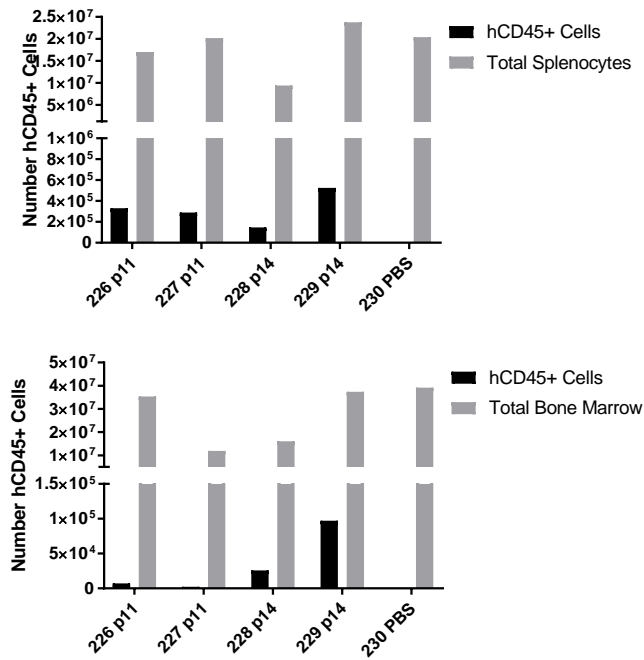 Number hCD45+ Cells
2.5×10⁷
2×10⁷
1.5×10⁷
1×10⁷
5×10⁶
1×10⁶
8×10⁵
6×10⁵
4×10⁵
2×10⁵
0
226 p11
227 p11
228 p14
229 p14
230 PBS
hCD45+ Cells
Total Splenocytes
Number hCD45+ Cells
5×10⁷
4×10⁷
3×10⁷
2×10⁷
1×10⁷
1×10⁵
5×10⁴
0
226 p11
227 p11
228 p14
229 p14
230 PBS
hCD45+ Cells
Total Bone Marrow